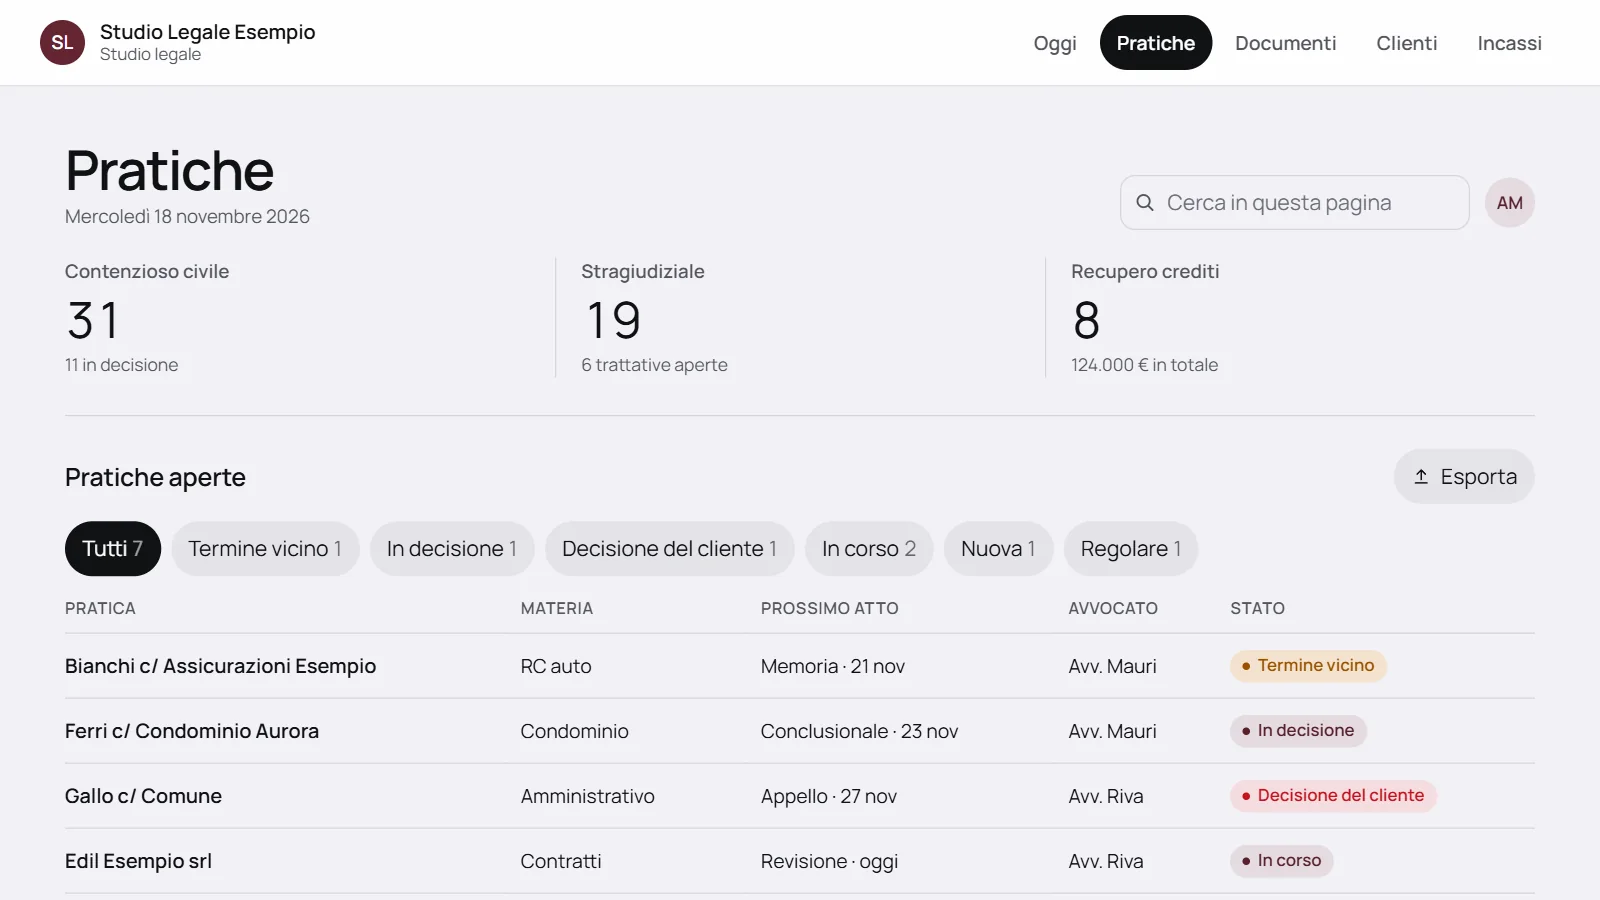 SL
Studio Legale Esempio
Studio legale
Oggi
Pratiche
Documenti
Clienti
Incassi
Pratiche
Mercoledì 18 novembre 2026
Cerca in questa pagina
AM
Contenzioso civile
31
11 in decisione
Stragiudiziale
19
6 trattative aperte
Recupero crediti
8
124.000 € in totale
Pratiche aperte
Esporta
Tutti 7
Termine vicino 1
In decisione 1
Decisione del cliente 1
In corso 2
Nuova 1
Regolare 1
PRATICA MATERIA PROSSIMO ATTO AVVOCATO STATO
Bianchi c/ Assicurazioni Esempio RC auto Memoria · 21 nov Avv. Mauri Termine vicino
Ferri c/ Condominio Aurora Condominio Conclusionale · 23 nov Avv. Mauri In decisione
Gallo c/ Comune Amministrativo Appello · 27 nov Avv. Riva Decisione del cliente
Edil Esempio srl Contratti Revisione · oggi Avv. Riva In corso